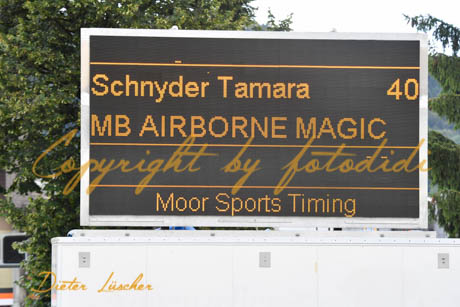 Schnyder Tamara 40
MB AIRBORNE MAGIC
Copyright by fotodidi
Moor Sports Timing
Dieter Lüscher